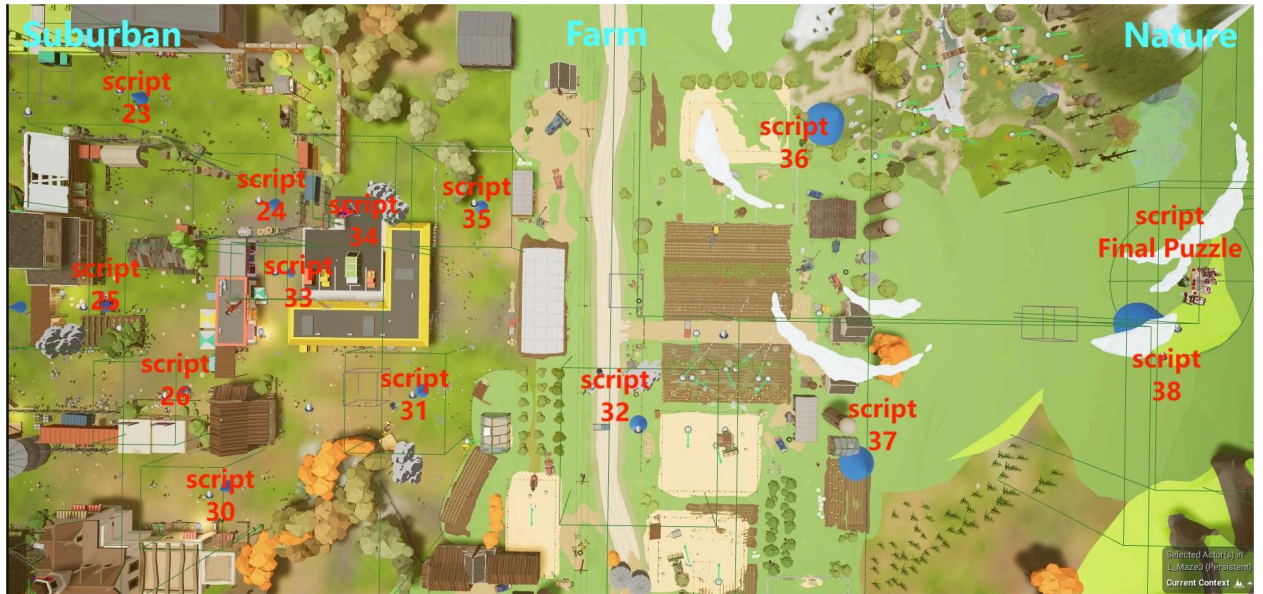 Suburban
Farm
Nature
script
23
script
36
script
24
script
34
script
35
script
33
script
25
script
Final Puzzle
script
26
script
31
script
32
script
37
script
38
script
30
Selected Actor(s) in
L_Maze3 (Persistent)
Current Context